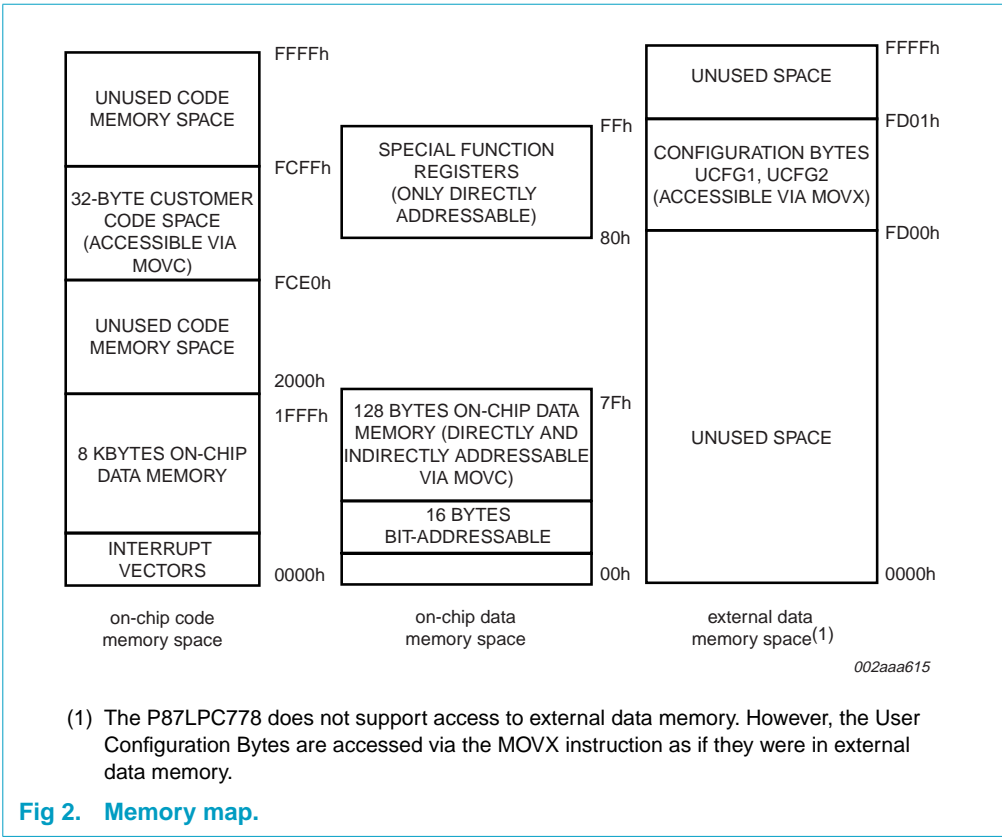 FFFFh
UNUSED CODE
MEMORY SPACE
FCFFh
32-BYTE CUSTOMER
CODE SPACE
(ACCESSIBLE VIA
MOVC)
FCE0h
UNUSED CODE
MEMORY SPACE
2000h
1FFFh
8 KBYTES ON-CHIP
DATA MEMORY
INTERRUPT
VECTORS
0000h
on-chip code
memory space
FFh
SPECIAL FUNCTION
REGISTERS
(ONLY DIRECTLY
ADDRESSABLE)
80h
7Fh
128 BYTES ON-CHIP DATA
MEMORY (DIRECTLY AND
INDIRECTLY ADDRESSABLE
VIA MOVC)
16 BYTES
BIT-ADDRESSABLE
00h
on-chip data
memory space
FFFFh
UNUSED SPACE
FD01h
CONFIGURATION BYTES
UCFG1, UCFG2
(ACCESSIBLE VIA MOVX)
FD00h
UNUSED SPACE
0000h
external data
memory space(1)
002aaa615
(1) The P87LPC778 does not support access to external data memory. However, the User
Configuration Bytes are accessed via the MOVX instruction as if they were in external
data memory.
Fig 2. Memory map.